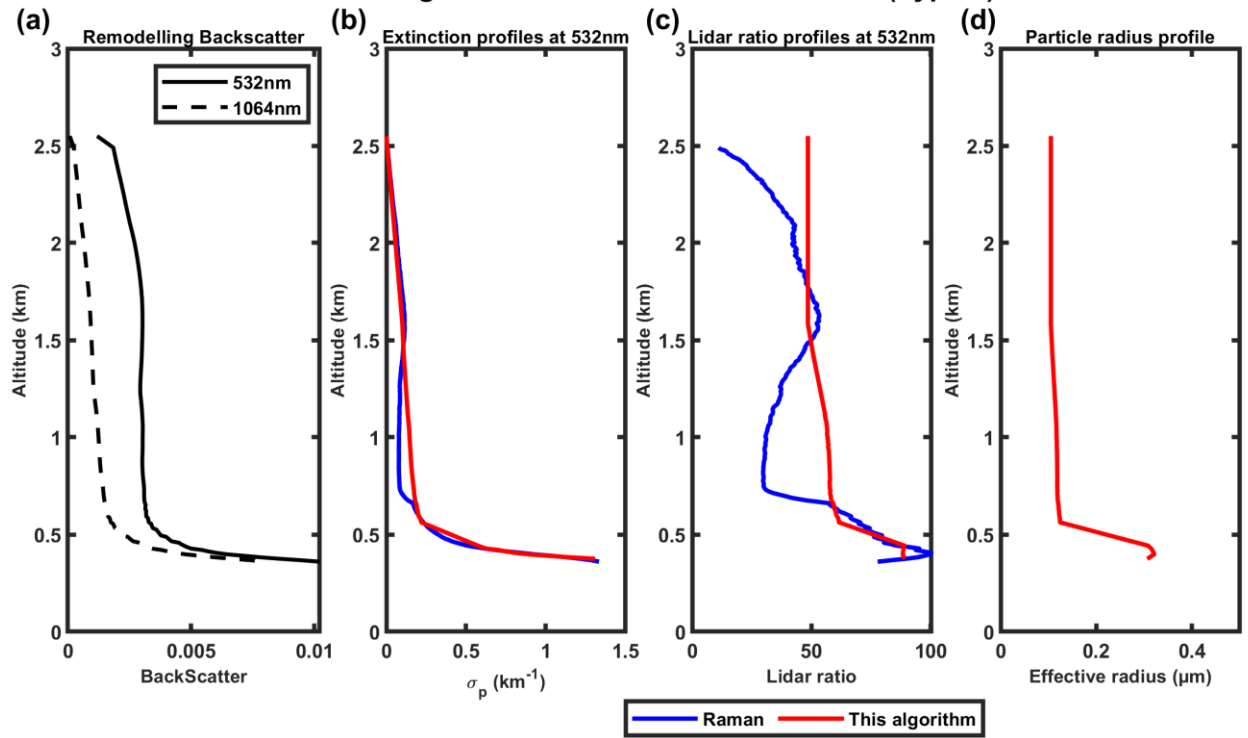 (a) (b) (c) (d)
Remodelling Backscatter
Extinction profiles at 532nm
Lidar ratio profiles at 532nm
Particle radius profile
532nm
1064nm
3
2.5
2
1.5
1
0.5
0
Altitude (km)
0 0.005 0.01
BackScatter
3
2.5
2
1.5
1
0.5
0
Altitude (km)
0 0.5 1 1.5
σp (km-1)
3
2.5
2
1.5
1
0.5
0
Altitude (km)
0 50 100
Lidar ratio
3
2.5
2
1.5
1
0.5
0
Altitude (km)
0 0.2 0.4
Effective radius (µm)
Raman
This algorithm